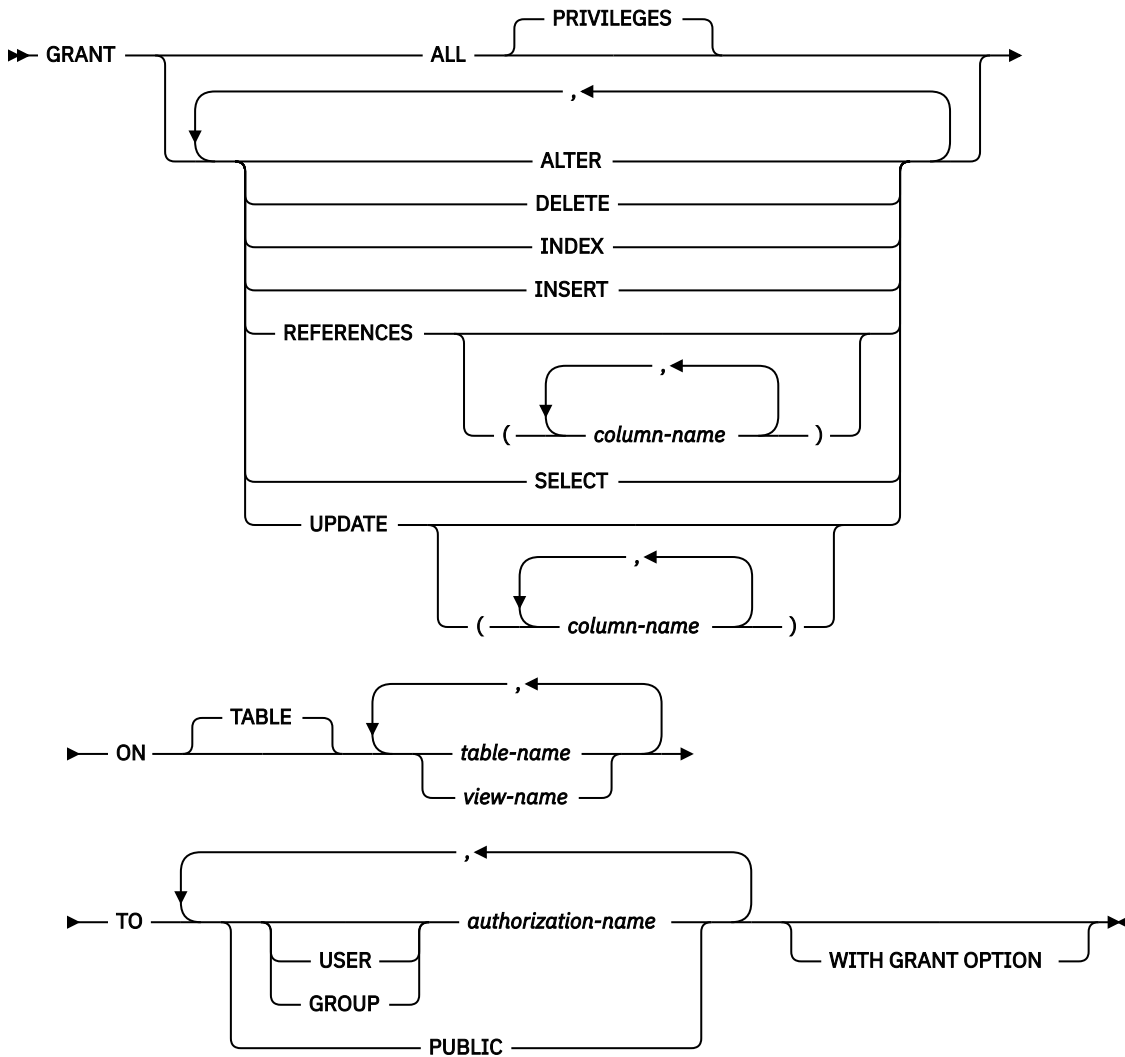 PRIVILEGES
GRANT ALL
,
ALTER
DELETE
INDEX
INSERT
REFERENCES
,
( column-name )
SELECT
UPDATE
,
( column-name )
,
TABLE
ON table-name
view-name
,
TO authorization-name
USER WITH GRANT OPTION
GROUP
PUBLIC